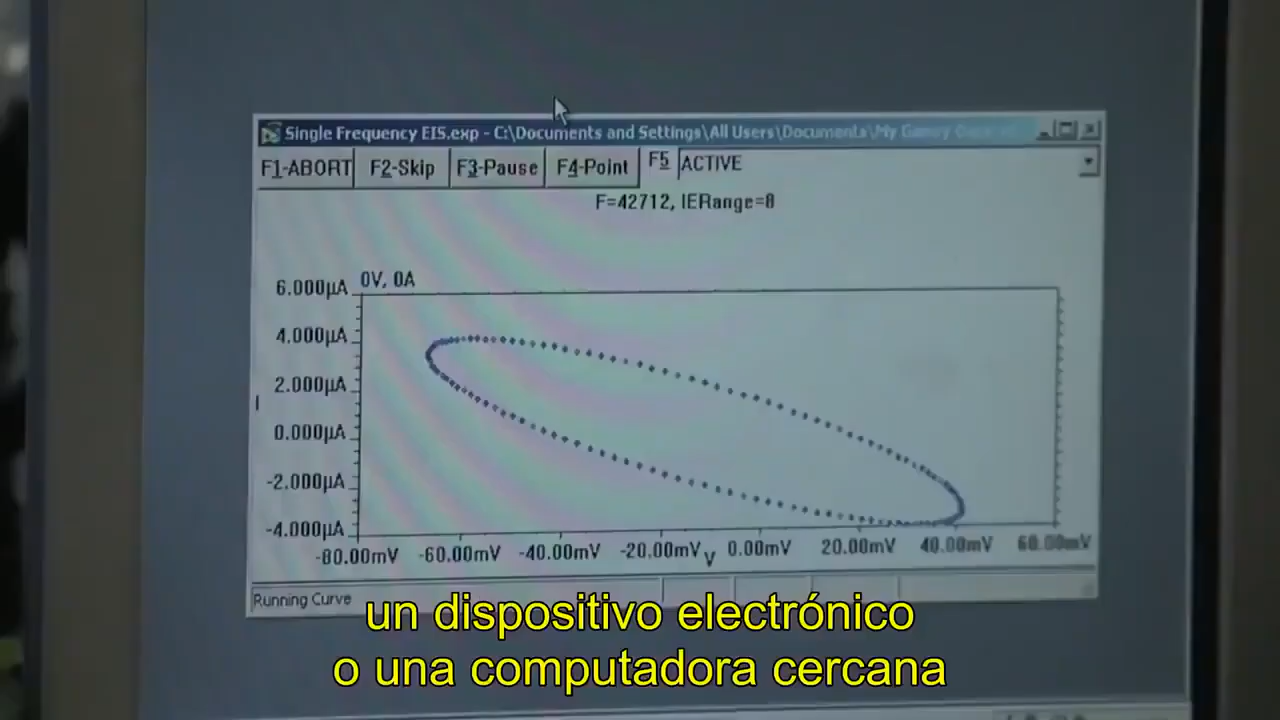 Single Frequency EIS.exp - C:\Documents and Settings\All Users\Documents\My Gamry
F1-ABORT F2-Skip F3-Pause F4-Point F5 ACTIVE
F=42712, IERange=8
6.000µA 0V, 0A
4.000µA
2.000µA
I
0.000µA
-2.000µA
-4.000µA
-80.00mV -60.00mV -40.00mV -20.00mV V 0.00mV 20.00mV 40.00mV 60.00mV
Running Curve
un dispositivo electrónico
o una computadora cercana